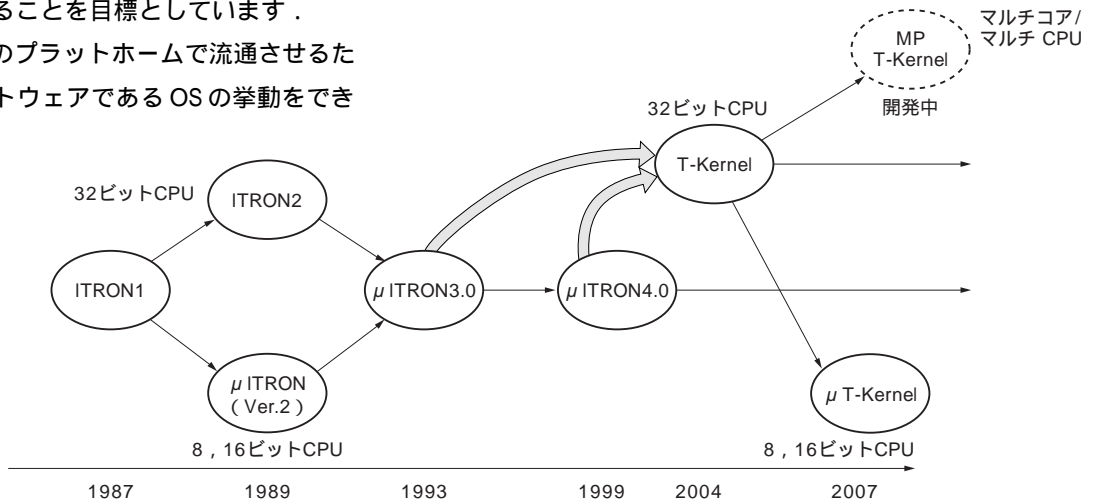 ることを目標としています．
のプラットホームで流通させるた
トウェアであるOSの挙動をでき
マルチコア/
マルチ CPU
MP
T-Kernel
開発中
32ビットCPU
T-Kernel
32ビットCPU
ITRON2
ITRON1
μ ITRON3.0
μ ITRON4.0
μ ITRON
（Ver.2）
8，16ビットCPU
μ T-Kernel
8，16ビットCPU
1987
1989
1993
1999
2004
2007